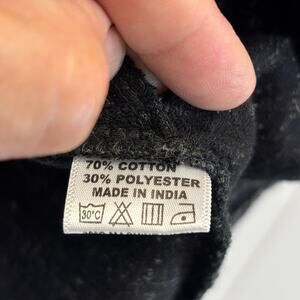 70% COTTON
30% POLYESTER
MADE IN INDIA
30°C